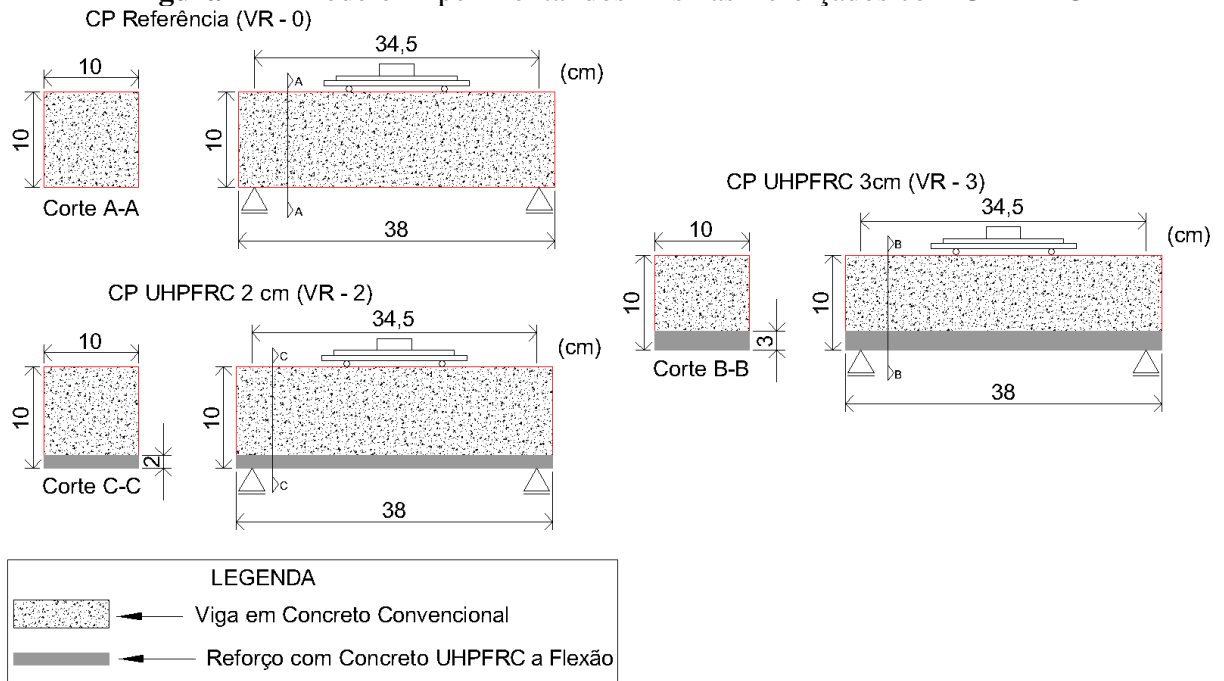 CP Referência (VR - 0)
34,5
(cm)
10
10
10
A
A
Corte A-A
38
CP UHPFRC 2 cm (VR - 2)
34,5
(cm)
10
10
2
10
C
C
Corte C-C
38
CP UHPFRC 3cm (VR - 3)
34,5
(cm)
10
10
3
10
B
B
Corte B-B
38
LEGENDA
Viga em Concreto Convencional
Reforço com Concreto UHPFRC a Flexão